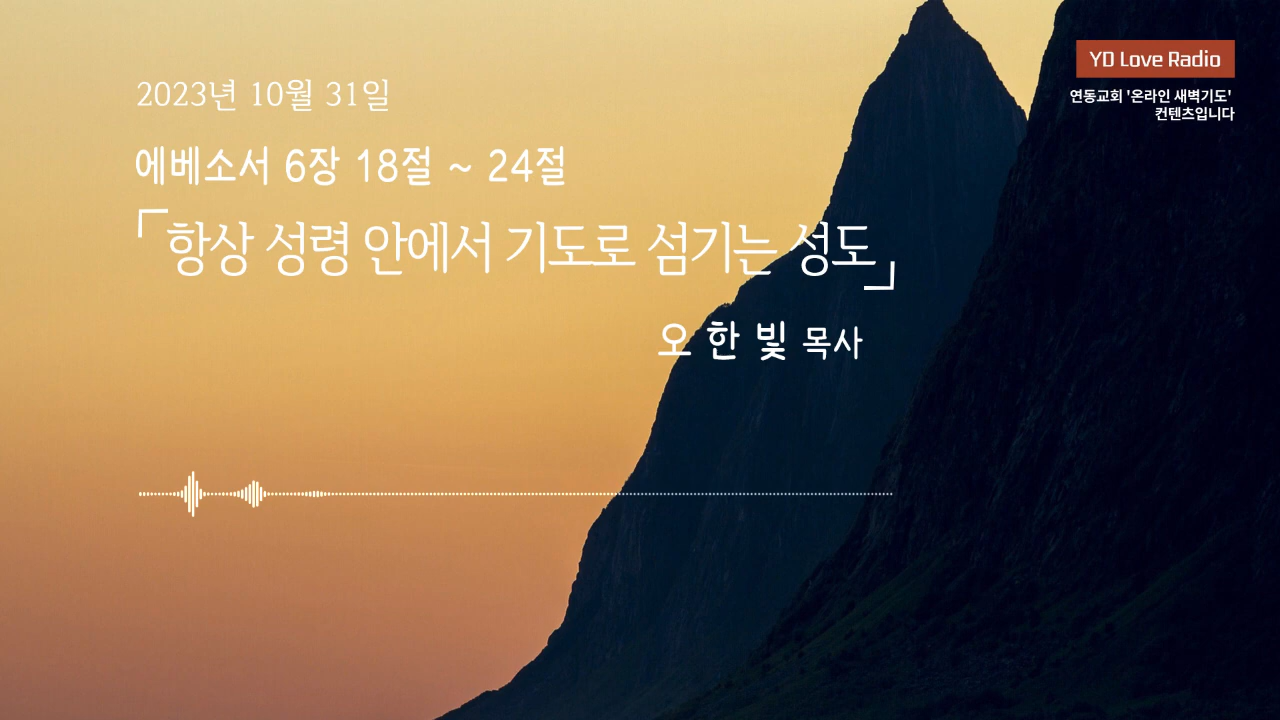 YD Love Radio
연동교회 '온라인 새벽기도'
컨텐츠입니다
2023년 10월 31일
에베소서 6장 18절 ~ 24절
「항상 성령 안에서 기도로 섬기는 성도」
오 한 빛 목사